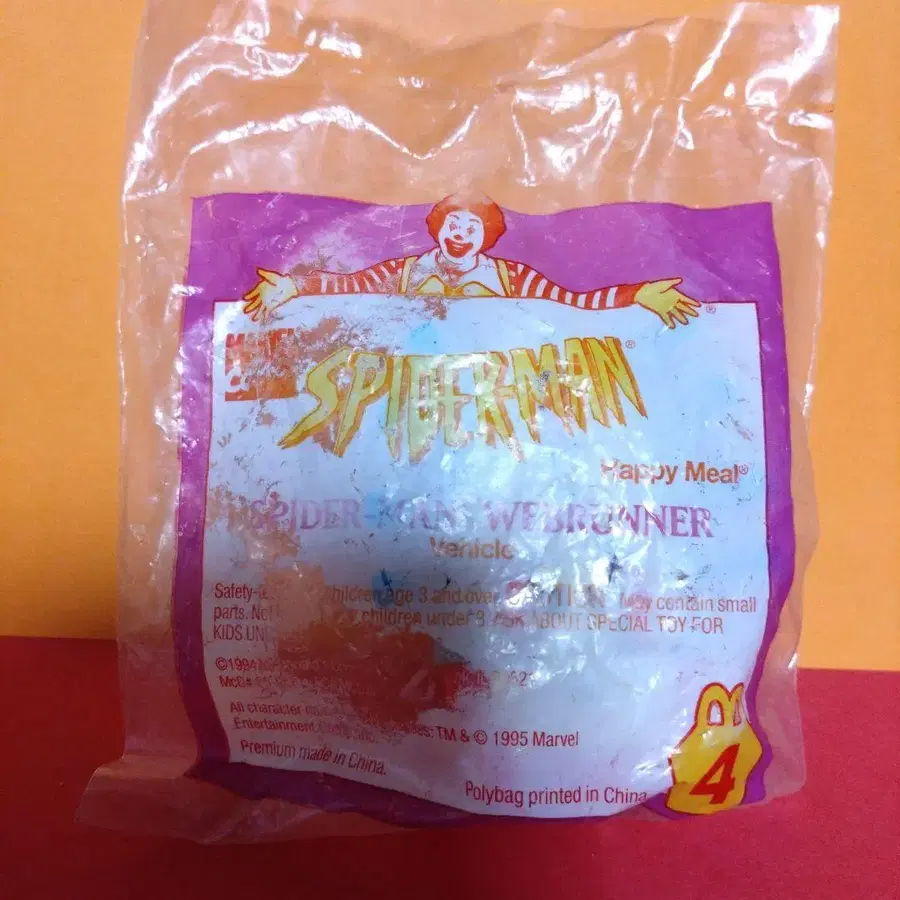 SPIDER-MAN®
®
Happy Meal®
SPIDER-MAN WEBRUNNER
Vehicle
children age 3 and over. CAUTION: May contain small
parts. children under 3. ASK ABOUT SPECIAL TOY FOR
KIDS UN
©1994
All character
Entertainment TM & © 1995 Marvel
Premium made in China.
Polybag printed in China
4